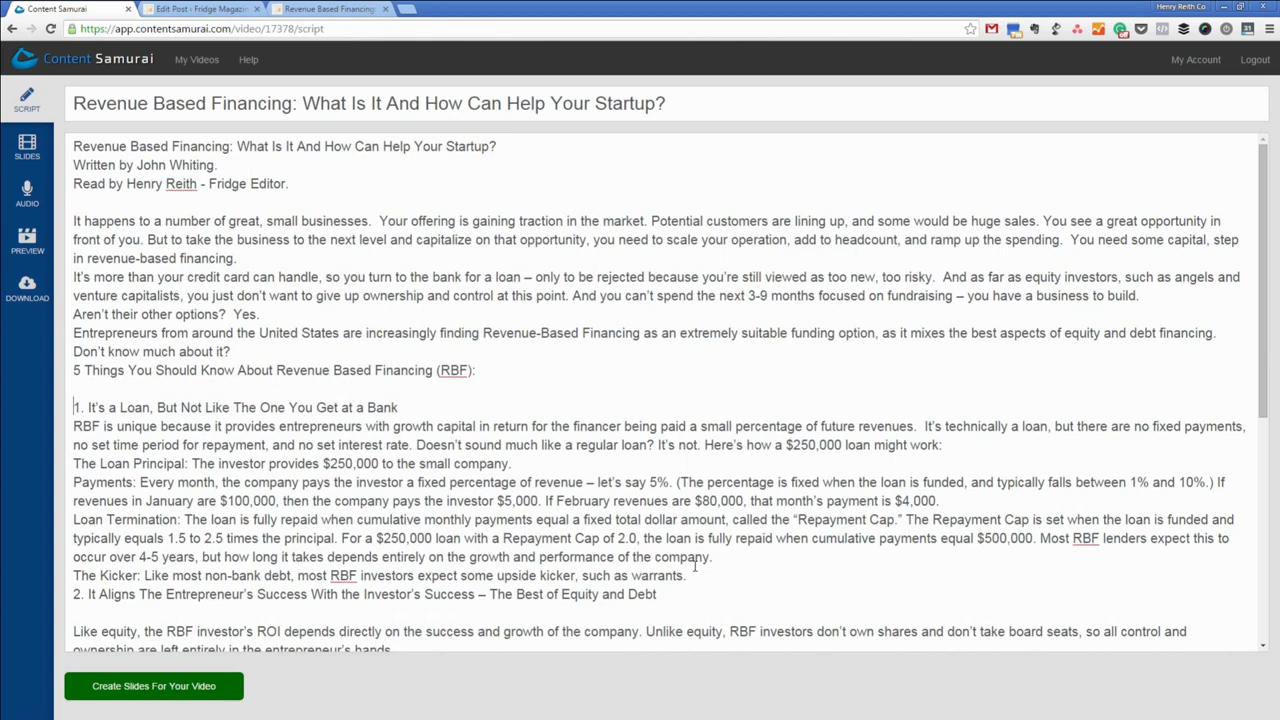 Content Samurai
Edit Post ‹ Fridge Magazin
Revenue Based Financing:
Henry Reith Co
https://app.contentsamurai.com/video/17378/script
Content Samurai
My Videos
Help
My Account
Logout
SCRIPT
SLIDES
AUDIO
PREVIEW
DOWNLOAD
Revenue Based Financing: What Is It And How Can Help Your Startup?
Revenue Based Financing: What Is It And How Can Help Your Startup?
Written by John Whiting.
Read by Henry Reith - Fridge Editor.
It happens to a number of great, small businesses.  Your offering is gaining traction in the market. Potential customers are lining up, and some would be huge sales. You see a great opportunity in
front of you. But to take the business to the next level and capitalize on that opportunity, you need to scale your operation, add to headcount, and ramp up the spending.  You need some capital, step
in revenue-based financing.
It's more than your credit card can handle, so you turn to the bank for a loan – only to be rejected because you're still viewed as too new, too risky.  And as far as equity investors, such as angels and
venture capitalists, you just don't want to give up ownership and control at this point. And you can't spend the next 3-9 months focused on fundraising – you have a business to build.
Aren't their other options?  Yes.
Entrepreneurs from around the United States are increasingly finding Revenue-Based Financing as an extremely suitable funding option, as it mixes the best aspects of equity and debt financing.
Don't know much about it?
5 Things You Should Know About Revenue Based Financing (RBF):
1. It's a Loan, But Not Like The One You Get at a Bank
RBF is unique because it provides entrepreneurs with growth capital in return for the financer being paid a small percentage of future revenues.  It's technically a loan, but there are no fixed payments,
no set time period for repayment, and no set interest rate. Doesn't sound much like a regular loan? It's not. Here's how a $250,000 loan might work:
The Loan Principal: The investor provides $250,000 to the small company.
Payments: Every month, the company pays the investor a fixed percentage of revenue – let's say 5%. (The percentage is fixed when the loan is funded, and typically falls between 1% and 10%.) If
revenues in January are $100,000, then the company pays the investor $5,000. If February revenues are $80,000, that month's payment is $4,000.
Loan Termination: The loan is fully repaid when cumulative monthly payments equal a fixed total dollar amount, called the “Repayment Cap.” The Repayment Cap is set when the loan is funded and
typically equals 1.5 to 2.5 times the principal.  For a $250,000 loan with a Repayment Cap of 2.0, the loan is fully repaid when cumulative payments equal $500,000.  Most RBF lenders expect this to
occur over 4-5 years, but how long it takes depends entirely on the growth and performance of the company.
The Kicker: Like most non-bank debt, most RBF investors expect some upside kicker, such as warrants.
2. It Aligns The Entrepreneur's Success With the Investor's Success – The Best of Equity and Debt
Like equity, the RBF investor's ROI depends directly on the success and growth of the company. Unlike equity, RBF investors don't own shares and don't take board seats, so all control and
ownership are left entirely in the entrepreneur's hands.
Create Slides For Your Video